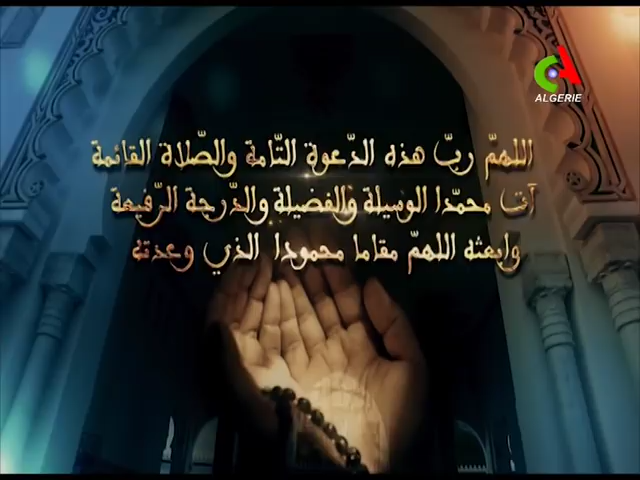 ALGERIE
اللهمّ ربّ هذه الدّعوة التّامة والصّلاة القائمة
آت محمّدا الوسيلة والفضيلة والدّرجة الرّفيعة
وابعثه اللهمّ مقاما محمودا الذي وعدته